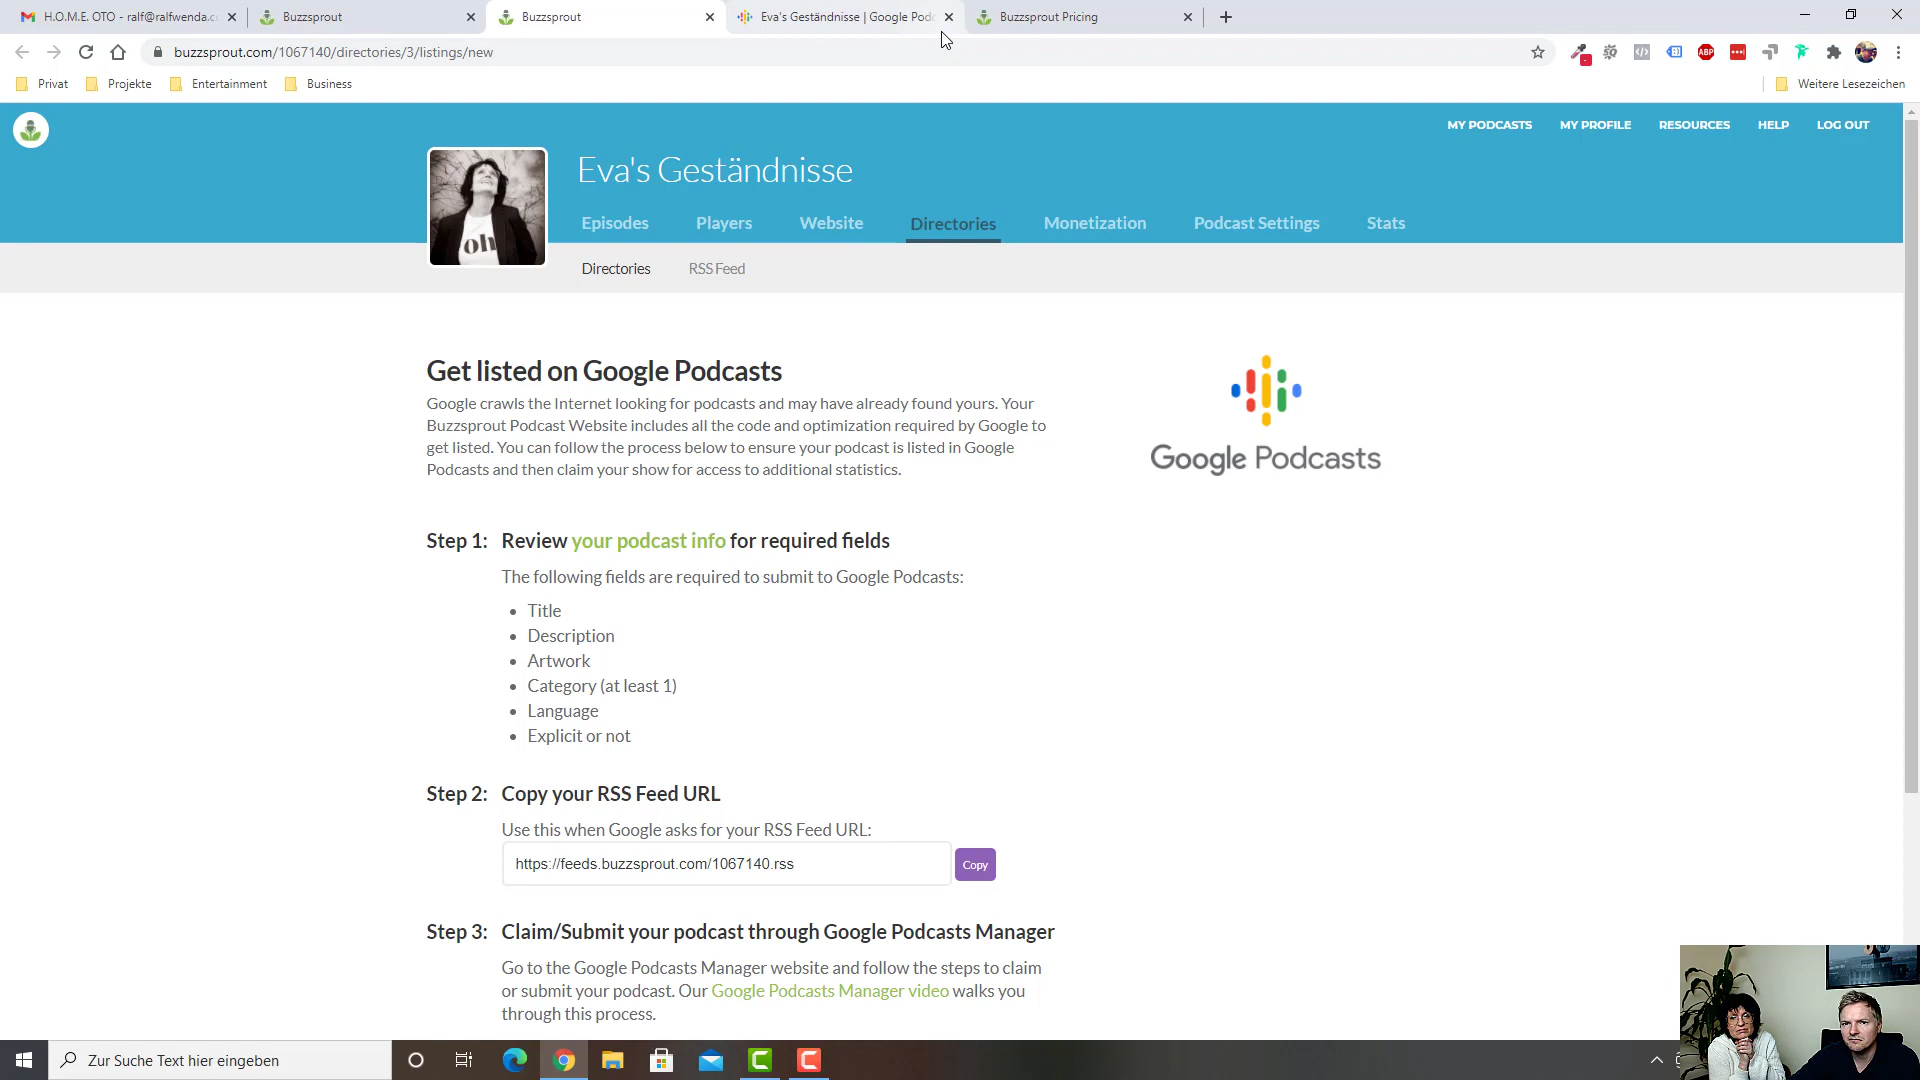 H.O.M.E. OTO - ralf@ralfwenda.c
Buzzsprout
Buzzsprout
Eva's Geständnisse | Google Pod
Buzzsprout Pricing
buzzsprout.com/1067140/directories/3/listings/new
ABP
Privat
Projekte
Entertainment
Business
Weitere Lesezeichen
MY PODCASTS
MY PROFILE
RESOURCES
HELP
LOG OUT
Eva's Geständnisse
oh
Episodes
Players
Website
Directories
Monetization
Podcast Settings
Stats
Directories
RSS Feed
Get listed on Google Podcasts
Google crawls the Internet looking for podcasts and may have already found yours. Your
Buzzsprout Podcast Website includes all the code and optimization required by Google to
get listed. You can follow the process below to ensure your podcast is listed in Google
Podcasts and then claim your show for access to additional statistics.
Google Podcasts
Step 1: Review your podcast info for required fields
The following fields are required to submit to Google Podcasts:
• Title
• Description
• Artwork
• Category (at least 1)
• Language
• Explicit or not
Step 2: Copy your RSS Feed URL
Use this when Google asks for your RSS Feed URL:
https://feeds.buzzsprout.com/1067140.rss
Copy
Step 3: Claim/Submit your podcast through Google Podcasts Manager
Go to the Google Podcasts Manager website and follow the steps to claim
or submit your podcast. Our Google Podcasts Manager video walks you
through this process.
Zur Suche Text hier eingeben